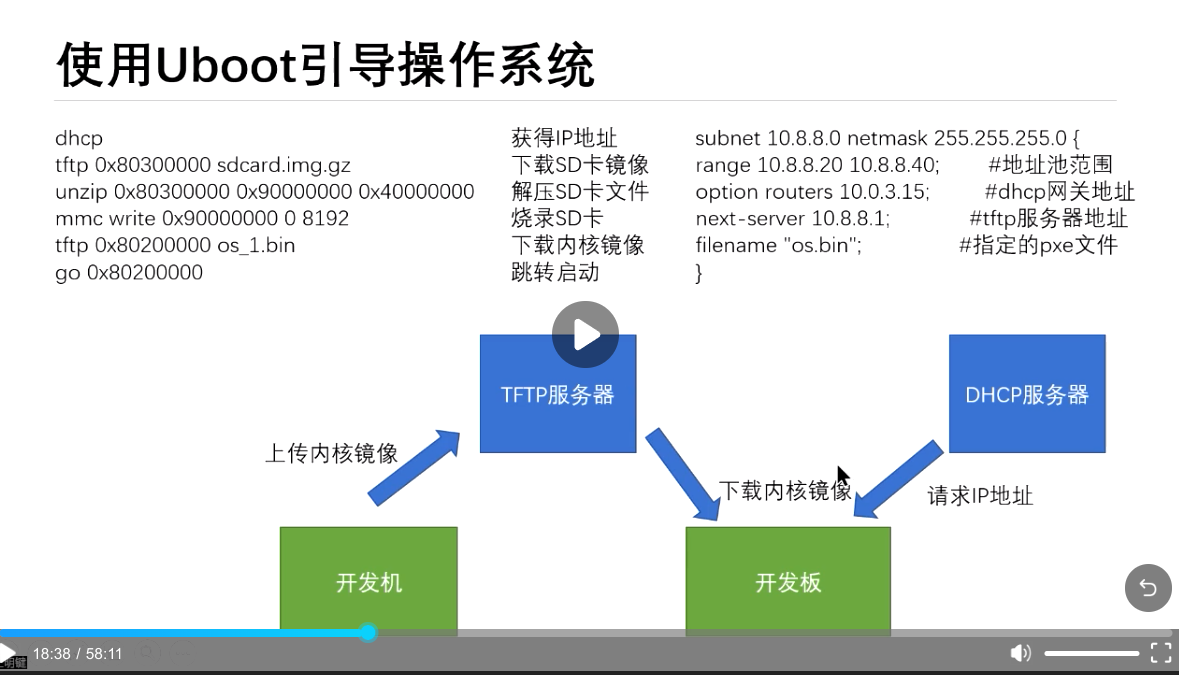 使用Uboot引导操作系统
dhcp
tftp 0x80300000 sdcard.img.gz
unzip 0x80300000 0x90000000 0x40000000
mmc write 0x90000000 0 8192
tftp 0x80200000 os_1.bin
go 0x80200000
获得IP地址
下载SD卡镜像
解压SD卡文件
烧录SD卡
下载内核镜像
跳转启动
subnet 10.8.8.0 netmask 255.255.255.0 {
range 10.8.8.20 10.8.8.40; #地址池范围
option routers 10.0.3.15; #dhcp网关地址
next-server 10.8.8.1; #tftp服务器地址
filename "os.bin"; #指定的pxe文件
}
TFTP服务器
DHCP服务器
上传内核镜像
下载内核镜像
请求IP地址
开发机
开发板
18:38 / 58:11